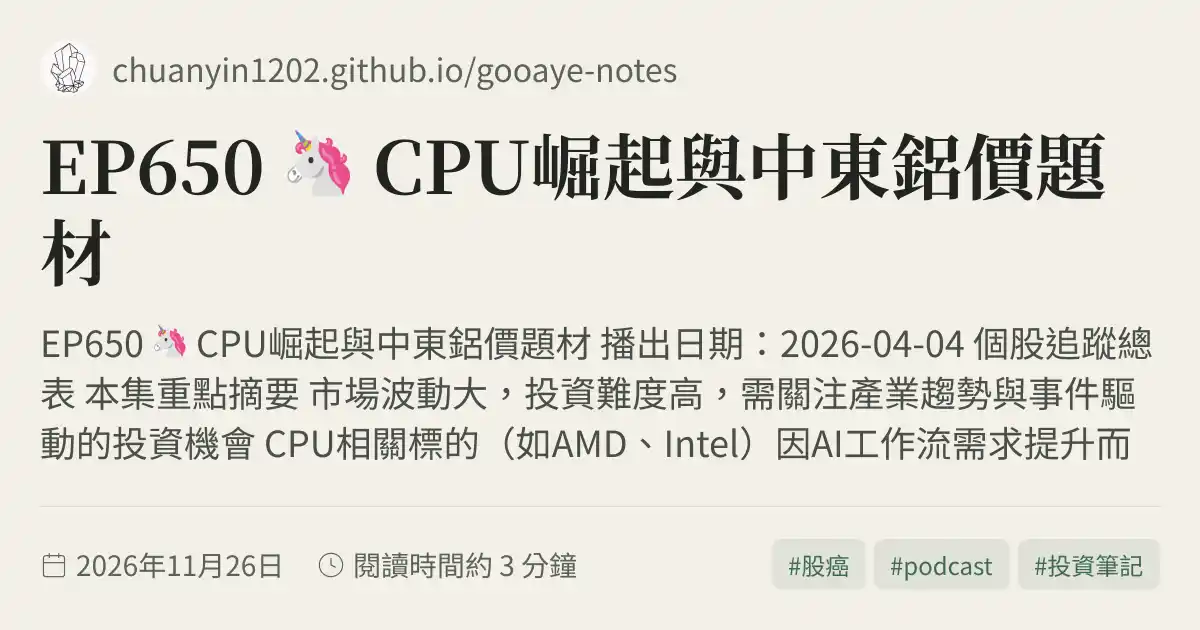 chuanyin1202.github.io/gooaye-notes
EP650 🦄 CPU崛起與中東鋁價題
材
EP650 🦄 CPU崛起與中東鋁價題材 播出日期：2026-04-04 個股追蹤總
表 本集重點摘要 市場波動大，投資難度高，需關注產業趨勢與事件驅
動的投資機會 CPU相關標的（如AMD、Intel）因AI工作流需求提升而
2026年11月26日 閱讀時間約 3 分鐘 #股癌 #podcast #投資筆記